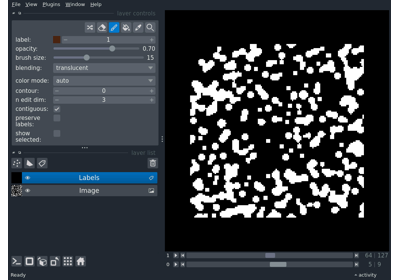 File View Plugins Window Help
layer controls
label: 1
opacity: 0.70
brush size: 15
blending: translucent
color mode: auto
contour: 0
n edit dim: 3
contiguous: ✓
preserve
labels:
show
selected:
layer list
Labels
Image
1 64 127
0 5 9
Ready activity